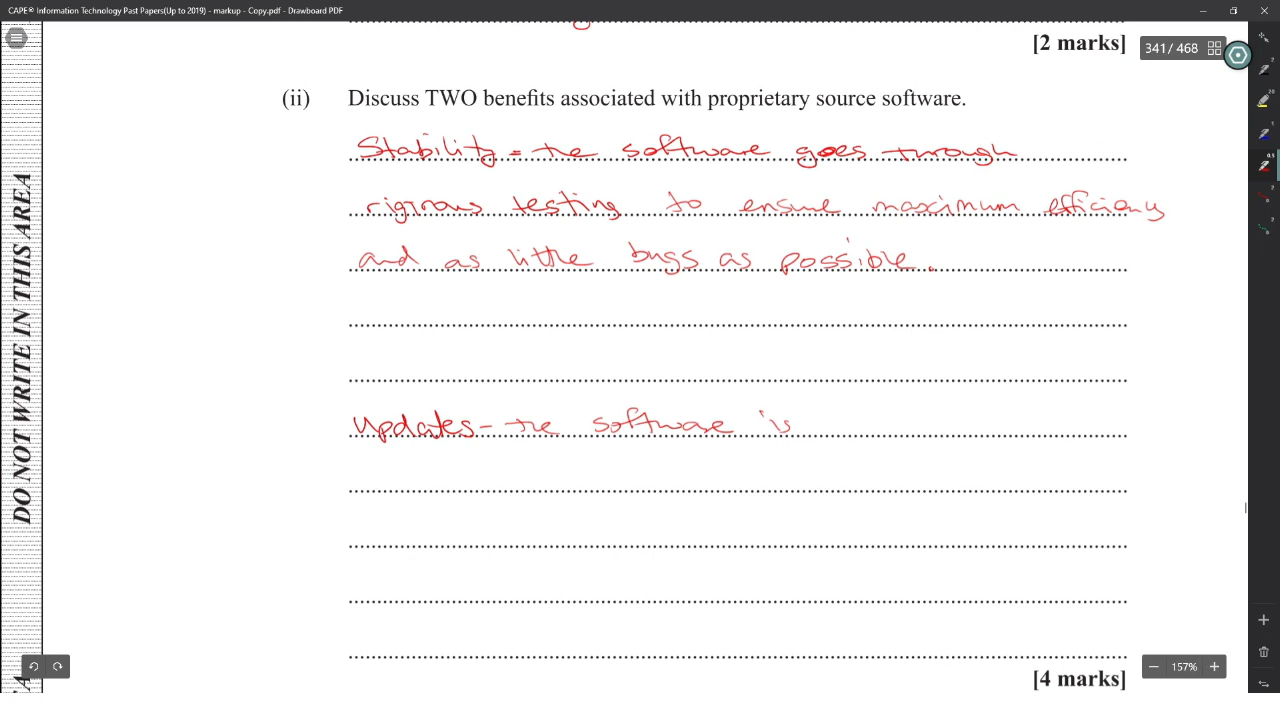 CAPE® Information Technology Past Papers(Up to 2019) - markup - Copy.pdf - Drawboard PDF
[2 marks]
341 / 468
(ii) Discuss TWO benefits associated with proprietary source software.
Stability = the software goes through
rigorous testing to ensure maximum efficiency
and as little bugs as possible.
Updates - the software is
DO NOT WRITE IN THIS AREA
157%
[4 marks]